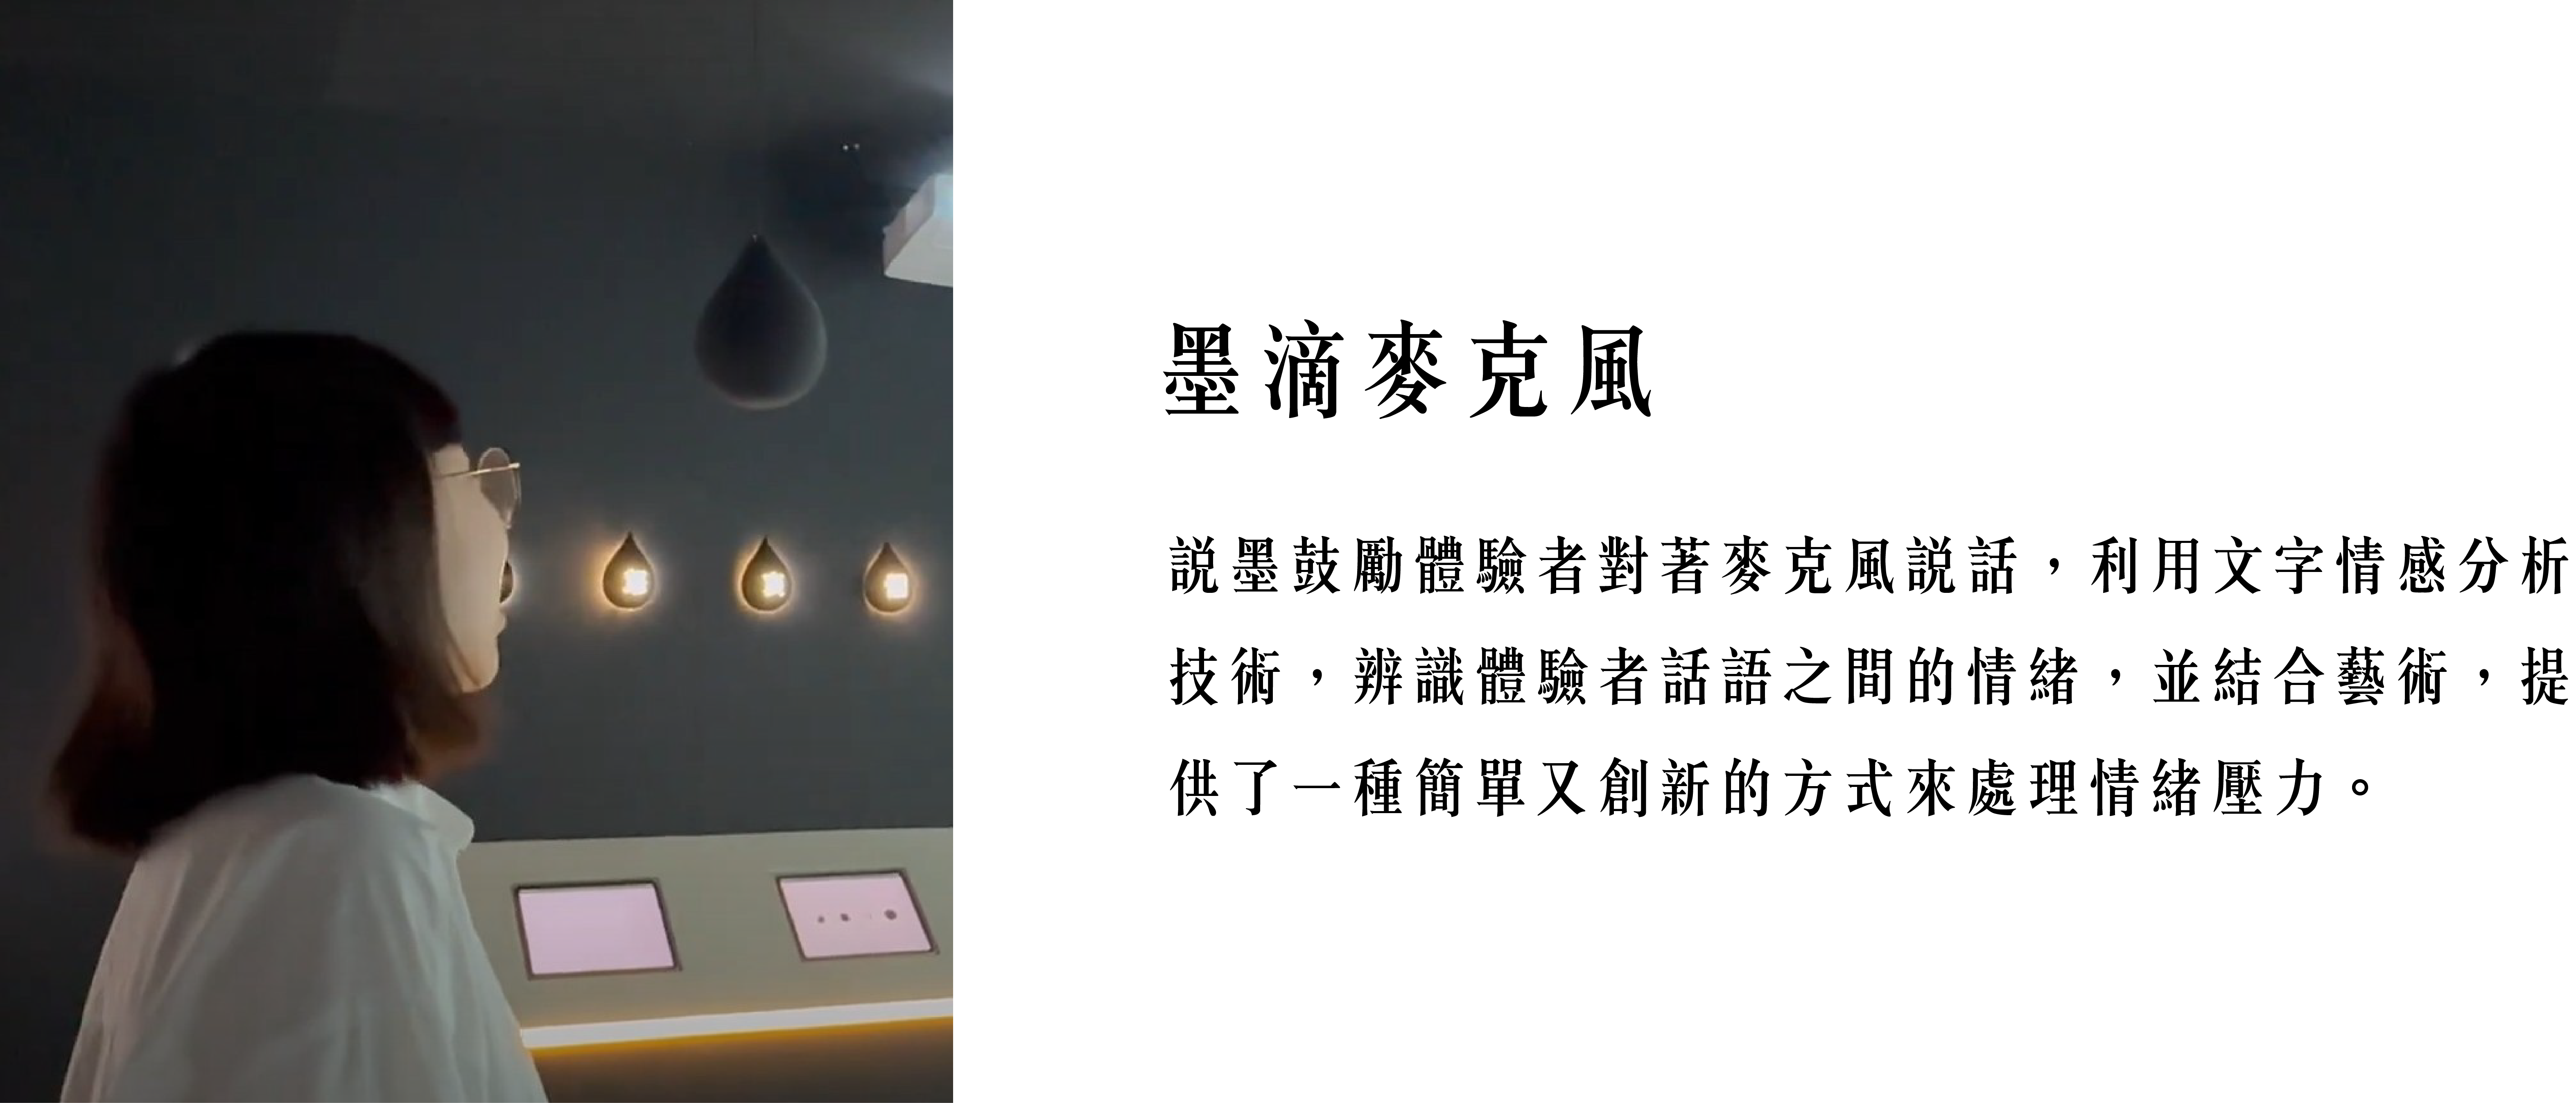 墨滴麥克風
說墨鼓勵體驗者對著麥克風說話，利用文字情感分析
技術，辨識體驗者話語之間的情緒，並結合藝術，提
供了一種簡單又創新的方式來處理情緒壓力。